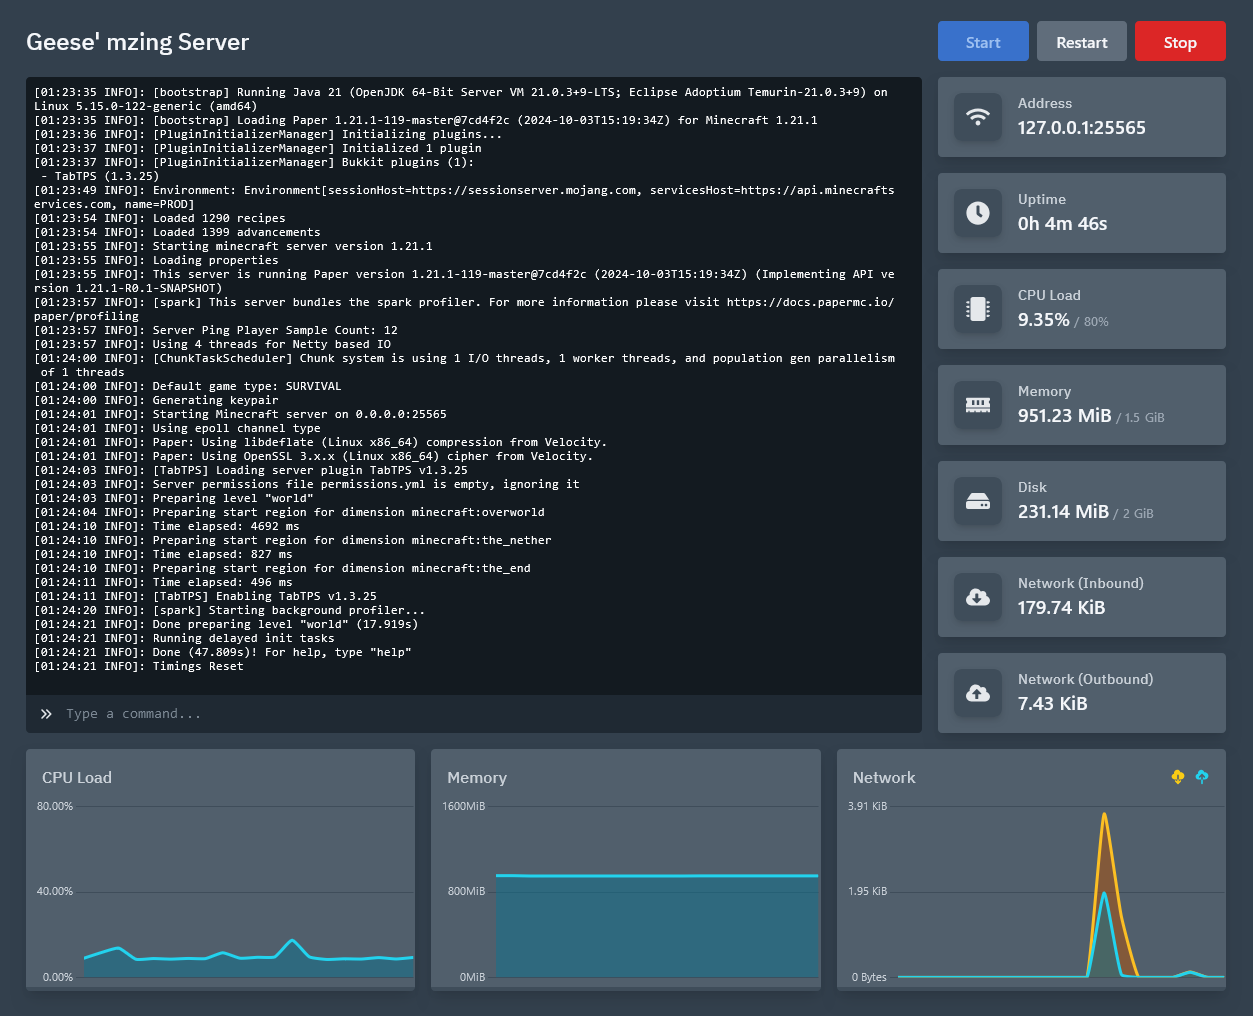 Geese' mzing Server
Start
Restart
Stop
[01:23:35 INFO]: [bootstrap] Running Java 21 (OpenJDK 64-Bit Server VM 21.0.3+9-LTS; Eclipse Adoptium Temurin-21.0.3+9) on
Linux 5.15.0-122-generic (amd64)
[01:23:35 INFO]: [bootstrap] Loading Paper 1.21.1-119-master@7cd4f2c (2024-10-03T15:19:34Z) for Minecraft 1.21.1
[01:23:36 INFO]: [PluginInitializerManager] Initializing plugins...
[01:23:37 INFO]: [PluginInitializerManager] Initialized 1 plugin
[01:23:37 INFO]: [PluginInitializerManager] Bukkit plugins (1):
- TabTPS (1.3.25)
[01:23:49 INFO]: Environment: Environment[sessionHost=https://sessionserver.mojang.com, servicesHost=https://api.minecrafts
ervices.com, name=PROD]
[01:23:54 INFO]: Loaded 1290 recipes
[01:23:54 INFO]: Loaded 1399 advancements
[01:23:55 INFO]: Starting minecraft server version 1.21.1
[01:23:55 INFO]: Loading properties
[01:23:55 INFO]: This server is running Paper version 1.21.1-119-master@7cd4f2c (2024-10-03T15:19:34Z) (Implementing API ve
rsion 1.21.1-R0.1-SNAPSHOT)
[01:23:57 INFO]: [spark] This server bundles the spark profiler. For more information please visit https://docs.papermc.io/
paper/profiling
[01:23:57 INFO]: Server Ping Player Sample Count: 12
[01:23:57 INFO]: Using 4 threads for Netty based IO
[01:24:00 INFO]: [ChunkTaskScheduler] Chunk system is using 1 I/O threads, 1 worker threads, and population gen parallelism
of 1 threads
[01:24:00 INFO]: Default game type: SURVIVAL
[01:24:00 INFO]: Generating keypair
[01:24:01 INFO]: Starting Minecraft server on 0.0.0.0:25565
[01:24:01 INFO]: Using epoll channel type
[01:24:01 INFO]: Paper: Using libdeflate (Linux x86_64) compression from Velocity.
[01:24:01 INFO]: Paper: Using OpenSSL 3.x.x (Linux x86_64) cipher from Velocity.
[01:24:03 INFO]: [TabTPS] Loading server plugin TabTPS v1.3.25
[01:24:03 INFO]: Server permissions file permissions.yml is empty, ignoring it
[01:24:03 INFO]: Preparing level "world"
[01:24:04 INFO]: Preparing start region for dimension minecraft:overworld
[01:24:10 INFO]: Time elapsed: 4692 ms
[01:24:10 INFO]: Preparing start region for dimension minecraft:the_nether
[01:24:10 INFO]: Time elapsed: 827 ms
[01:24:10 INFO]: Preparing start region for dimension minecraft:the_end
[01:24:11 INFO]: Time elapsed: 496 ms
[01:24:11 INFO]: [TabTPS] Enabling TabTPS v1.3.25
[01:24:20 INFO]: [spark] Starting background profiler...
[01:24:21 INFO]: Done preparing level "world" (17.919s)
[01:24:21 INFO]: Running delayed init tasks
[01:24:21 INFO]: Done (47.809s)! For help, type "help"
[01:24:21 INFO]: Timings Reset
Type a command...
Address
127.0.0.1:25565
Uptime
0h 4m 46s
CPU Load
9.35% / 80%
Memory
951.23 MiB / 1.5 GiB
Disk
231.14 MiB / 2 GiB
Network (Inbound)
179.74 KiB
Network (Outbound)
7.43 KiB
CPU Load
80.00%
40.00%
0.00%
Memory
1600MiB
800MiB
0MiB
Network
3.91 KiB
1.95 KiB
0 Bytes